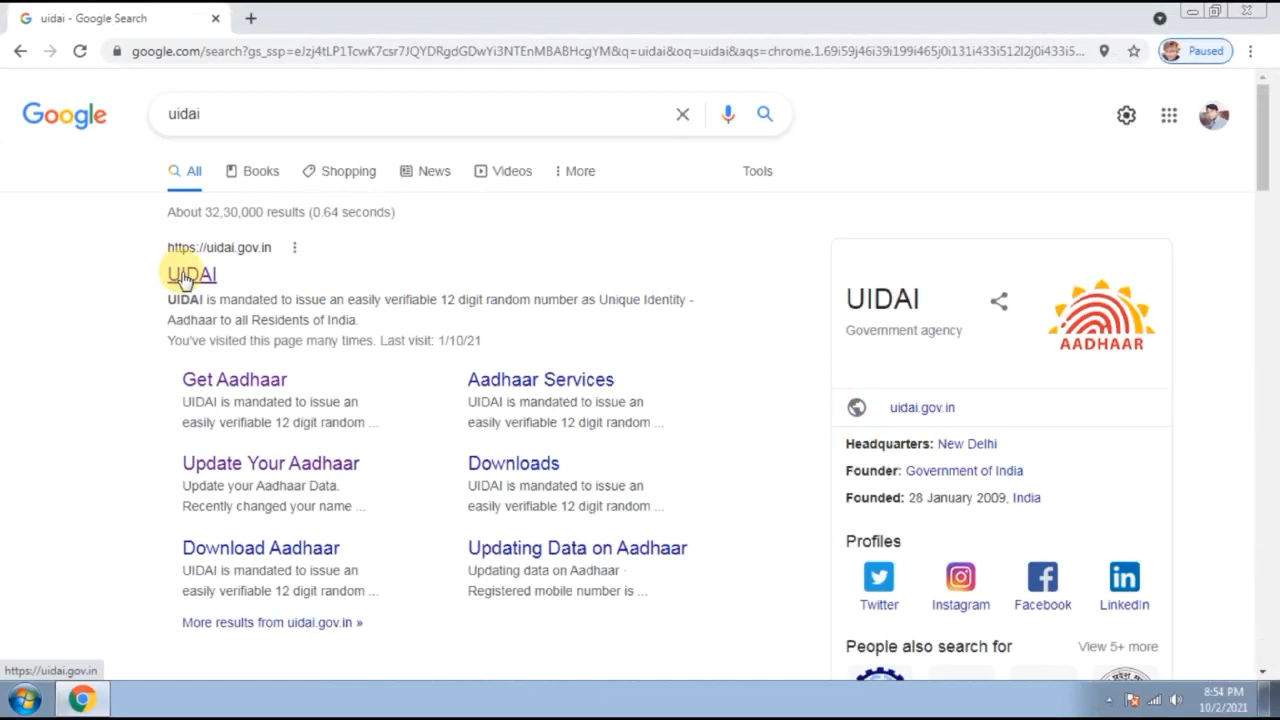 uidai - Google Search
google.com/search?gs_ssp=eJzj4tLP1TcwK7csr7JQYDRgdGDwYi3NTEnMBABHcgYM&q=uidai&oq=uidai&aqs=chrome.1.69i59j46i39i199i465j0i131i433i512l2j0i433i5...
Paused
Google
uidai
All
Books
Shopping
News
Videos
More
Tools
About 32,30,000 results (0.64 seconds)
https://uidai.gov.in
UIDAI
UIDAI is mandated to issue an easily verifiable 12 digit random number as Unique Identity -
Aadhaar to all Residents of India.
You've visited this page many times. Last visit: 1/10/21
Get Aadhaar
UIDAI is mandated to issue an
easily verifiable 12 digit random ...
Aadhaar Services
UIDAI is mandated to issue an
easily verifiable 12 digit random ...
Update Your Aadhaar
Update your Aadhaar Data.
Recently changed your name ...
Downloads
UIDAI is mandated to issue an
easily verifiable 12 digit random ...
Download Aadhaar
UIDAI is mandated to issue an
easily verifiable 12 digit random ...
Updating Data on Aadhaar
Updating data on Aadhaar ·
Registered mobile number is ...
More results from uidai.gov.in »
UIDAI
Government agency
AADHAAR
uidai.gov.in
Headquarters: New Delhi
Founder: Government of India
Founded: 28 January 2009, India
Profiles
Twitter
Instagram
Facebook
LinkedIn
People also search for
View 5+ more
https://uidai.gov.in
8:54 PM
10/2/2021